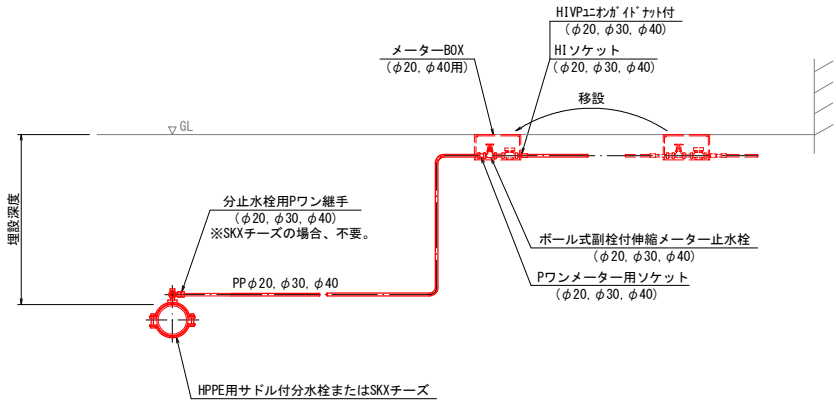 HIVPユニオンガイドナット付
(φ20, φ30, φ40)
メーターBOX
(φ20, φ40用)
HIソケット
(φ20, φ30, φ40)
移設
GL
埋設深度
分止水栓用Pワン継手
(φ20, φ30, φ40)
※SKXチーズの場合、不要。
ボール式副栓付伸縮メーター止水栓
(φ20, φ30, φ40)
PPφ20, φ30, φ40
Pワンメーター用ソケット
(φ20, φ30, φ40)
HPPE用サドル付分水栓またはSKXチーズ